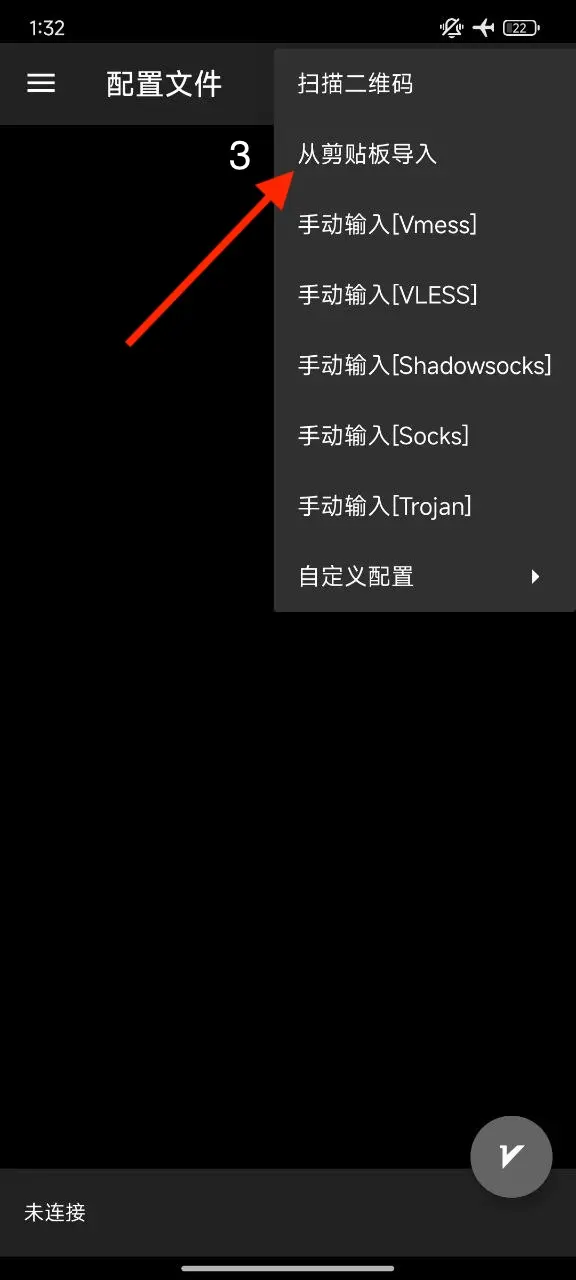 1:32
22
配置文件
扫描二维码
3
从剪贴板导入
手动输入[Vmess]
手动输入[VLESS]
手动输入[Shadowsocks]
手动输入[Socks]
手动输入[Trojan]
自定义配置
未连接